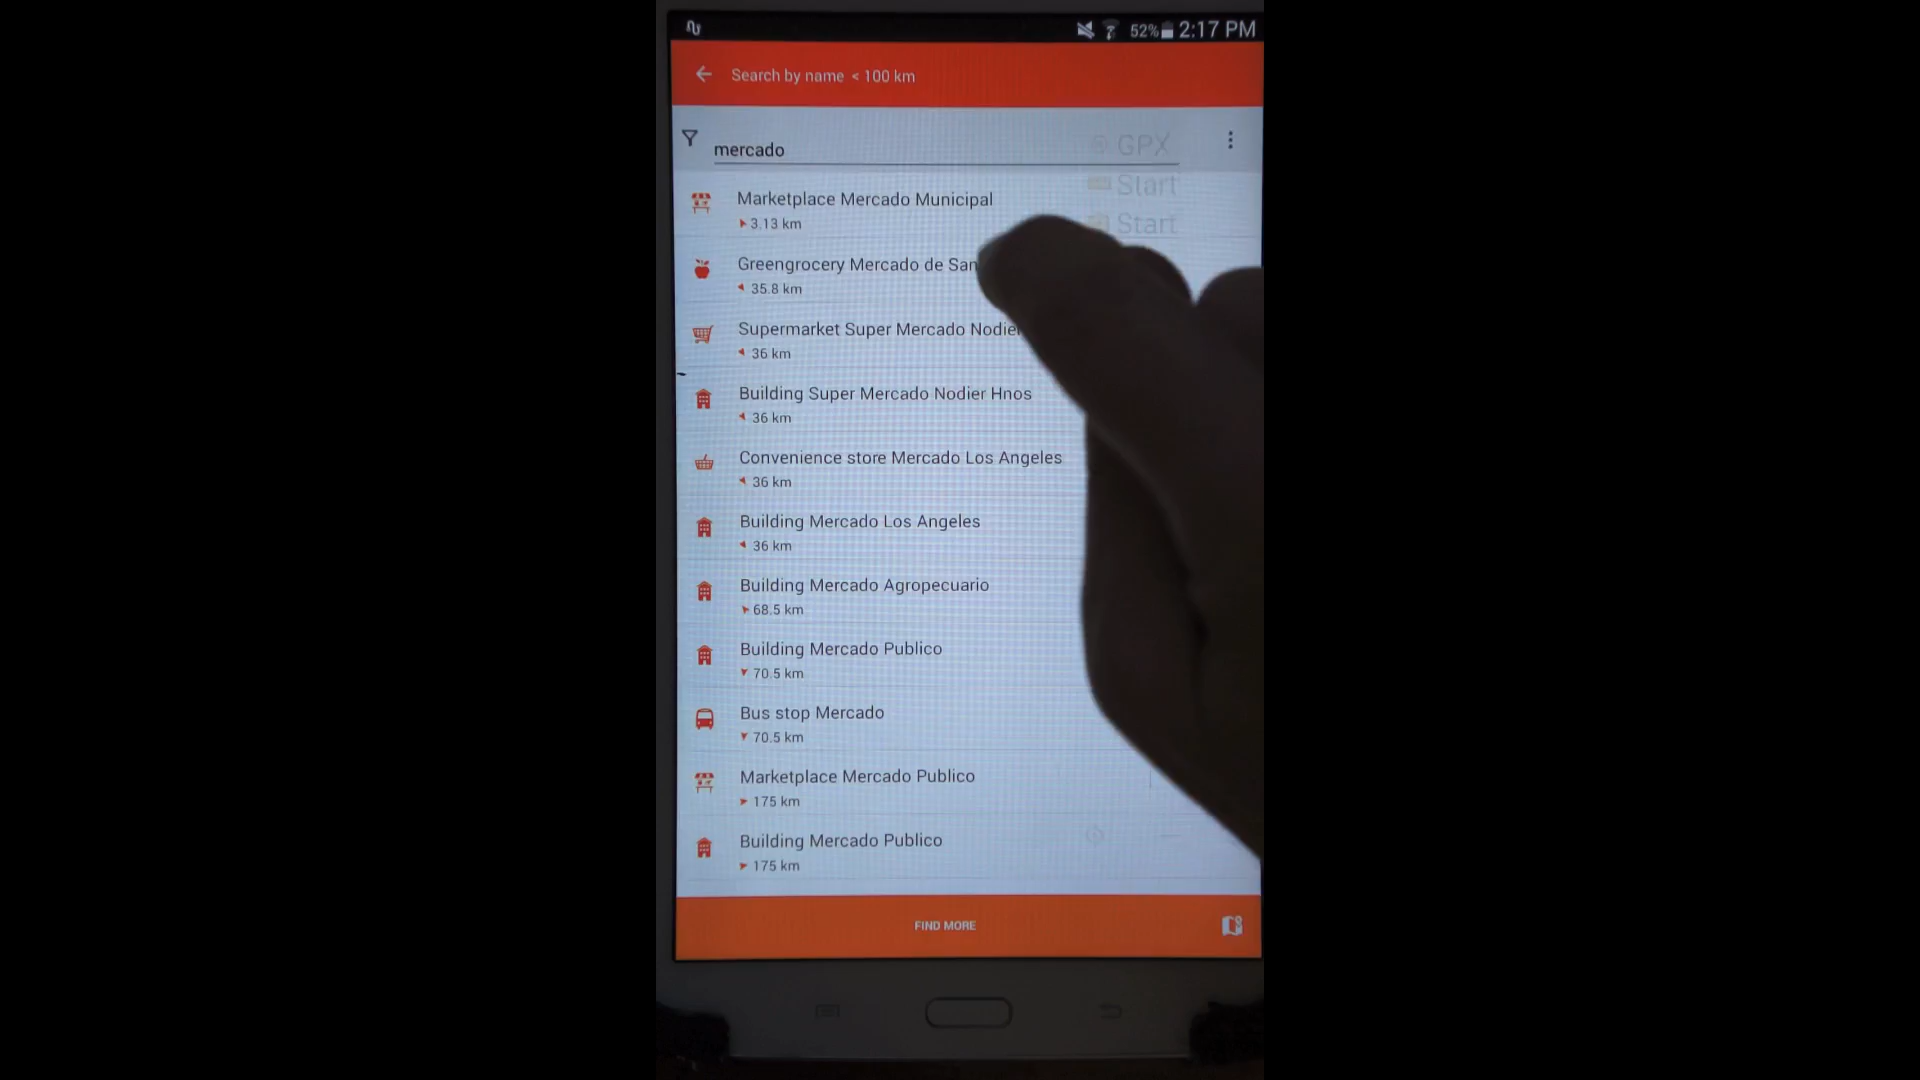 52% 2:17 PM
Search by name < 100 km
mercado
GPX
Start
Start
Marketplace Mercado Municipal
3.13 km
Greengrocery Mercado de San
35.8 km
Supermarket Super Mercado
36 km
Building Super Mercado Nodier Hnos
36 km
Convenience store Mercado Los Angeles
36 km
Building Mercado Los Angeles
36 km
Building Mercado Agropecuario
68.5 km
Building Mercado Publico
70.5 km
Bus stop Mercado
70.5 km
Marketplace Mercado Publico
175 km
Building Mercado Publico
175 km
FIND MORE